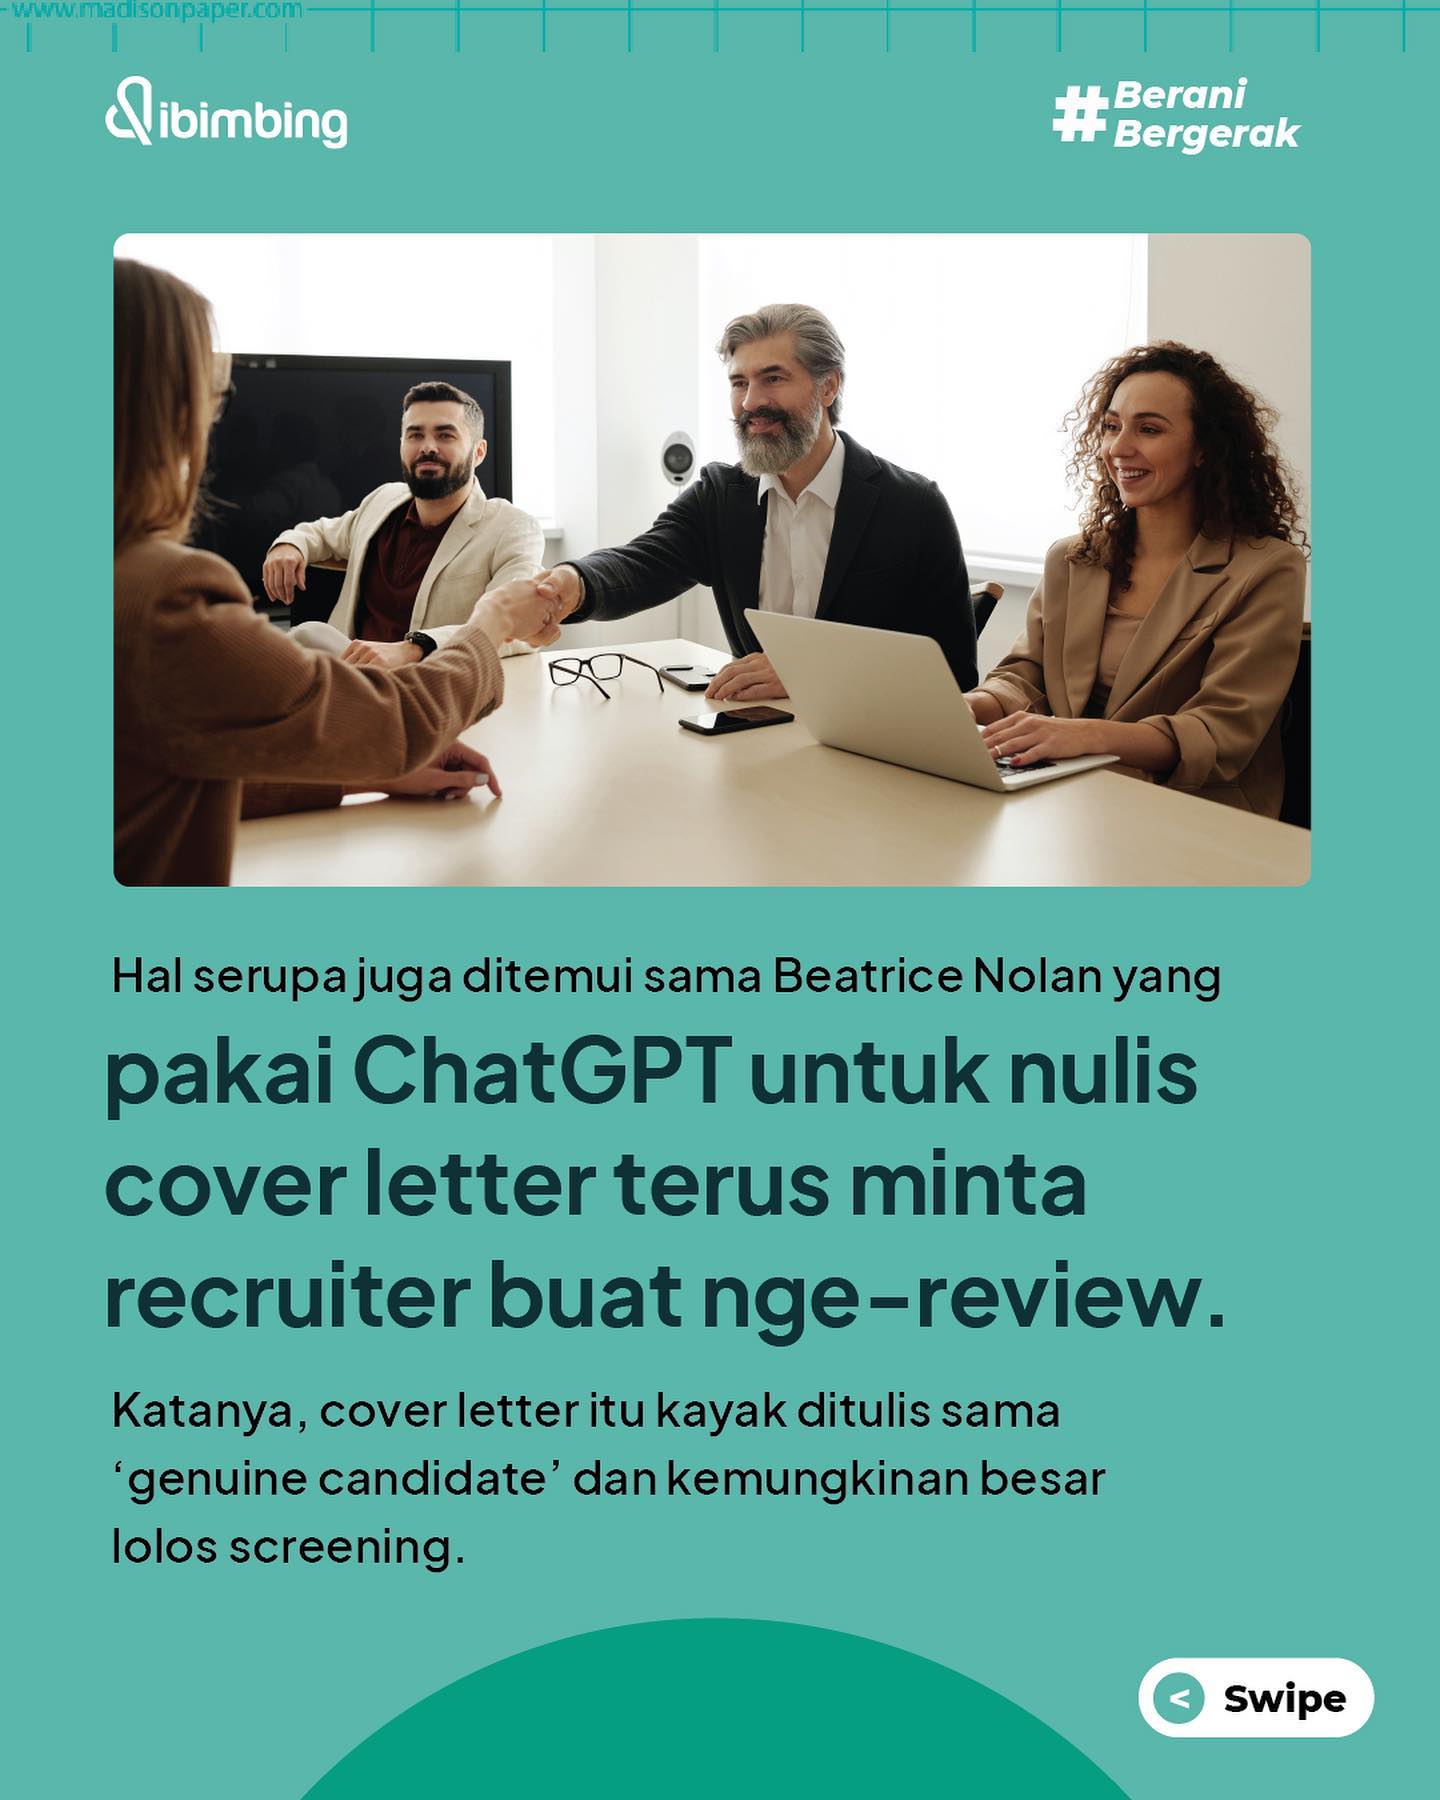 www.madisonpaper.com
ibimbing
#Berani
Bergerak
Hal serupa juga ditemui sama Beatrice Nolan yang
pakai ChatGPT untuk nulis
cover letter terus minta
recruiter buat nge-review.
Katanya, cover letter itu kayak ditulis sama
‘genuine candidate’ dan kemungkinan besar
lolos screening.
< Swipe